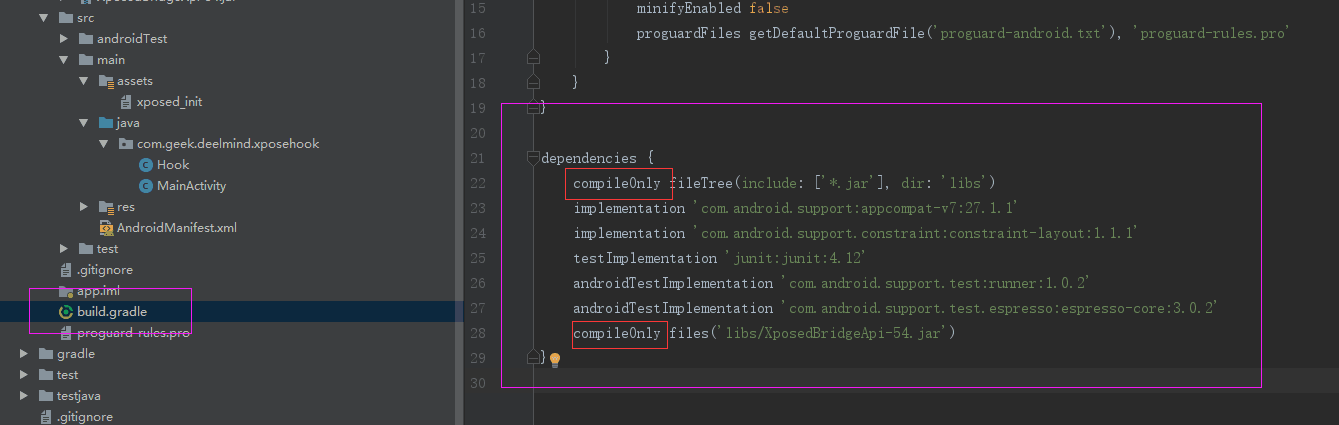 src
androidTest
main
assets
xposed_init
java
com.geek.deelmind.xposehook
Hook
MainActivity
res
AndroidManifest.xml
test
.gitignore
app.iml
build.gradle
proguard-rules.pro
gradle
test
testjava
.gitignore
15 minifyEnabled false
16 proguardFiles getDefaultProguardFile('proguard-android.txt'), 'proguard-rules.pro'
17 }
18 }
19 }
20
21 dependencies {
22 compileOnly fileTree(include: ['*.jar'], dir: 'libs')
23 implementation 'com.android.support:appcompat-v7:27.1.1'
24 implementation 'com.android.support.constraint:constraint-layout:1.1.1'
25 testImplementation 'junit:junit:4.12'
26 androidTestImplementation 'com.android.support.test:runner:1.0.2'
27 androidTestImplementation 'com.android.support.test.espresso:espresso-core:3.0.2'
28 compileOnly files('libs/XposedBridgeApi-54.jar')
29 }
30